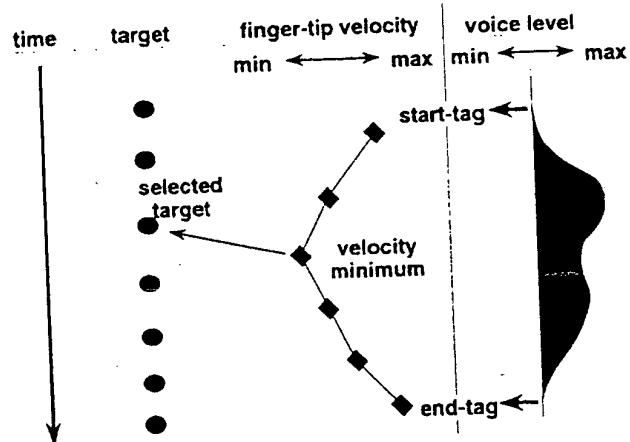 time target finger-tip velocity voice level
min max min max
start-tag
selected
target
velocity
minimum
end-tag